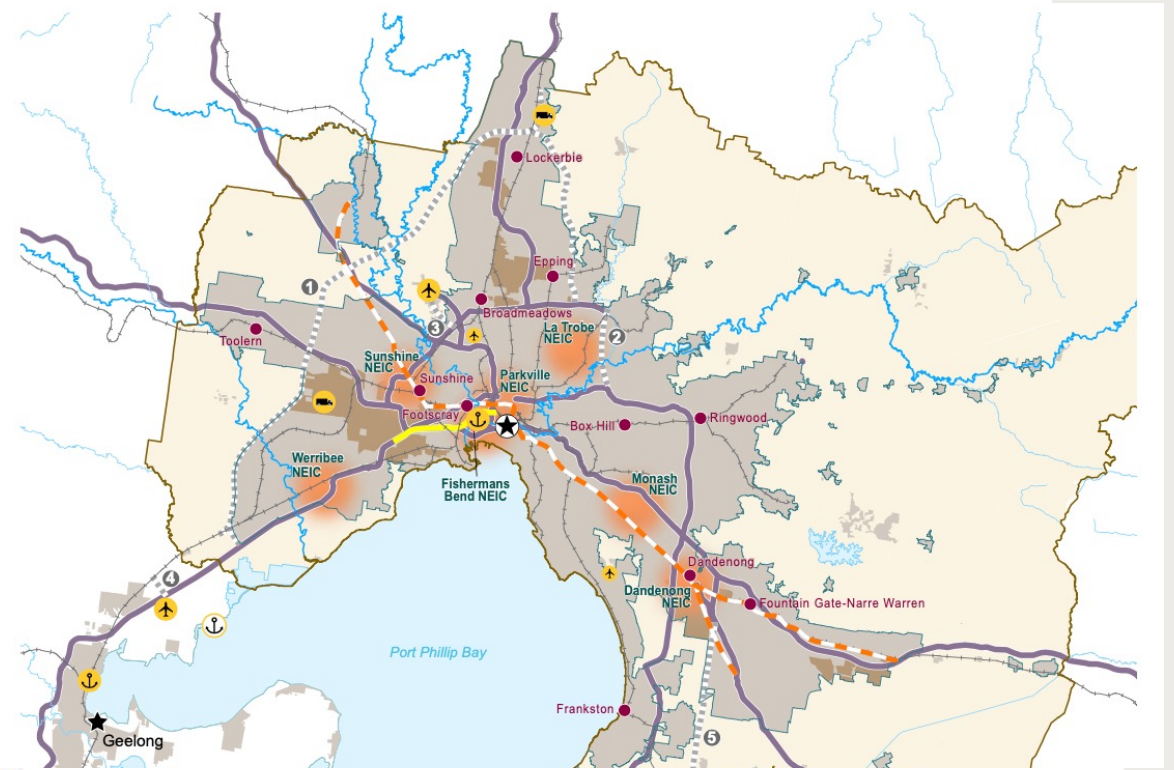 Lockerbie
Epping
1
Broadmeadows
3
La Trobe
NEIC
2
Toolern
Sunshine
NEIC
Sunshine
Parkville
NEIC
Footscray
Box Hill
Ringwood
Werribee
NEIC
Fishermans
Bend NEIC
Monash
NEIC
Dandenong
4
Dandenong
NEIC
Fountain Gate-Narre Warren
Port Phillip Bay
Frankston
5
Geelong